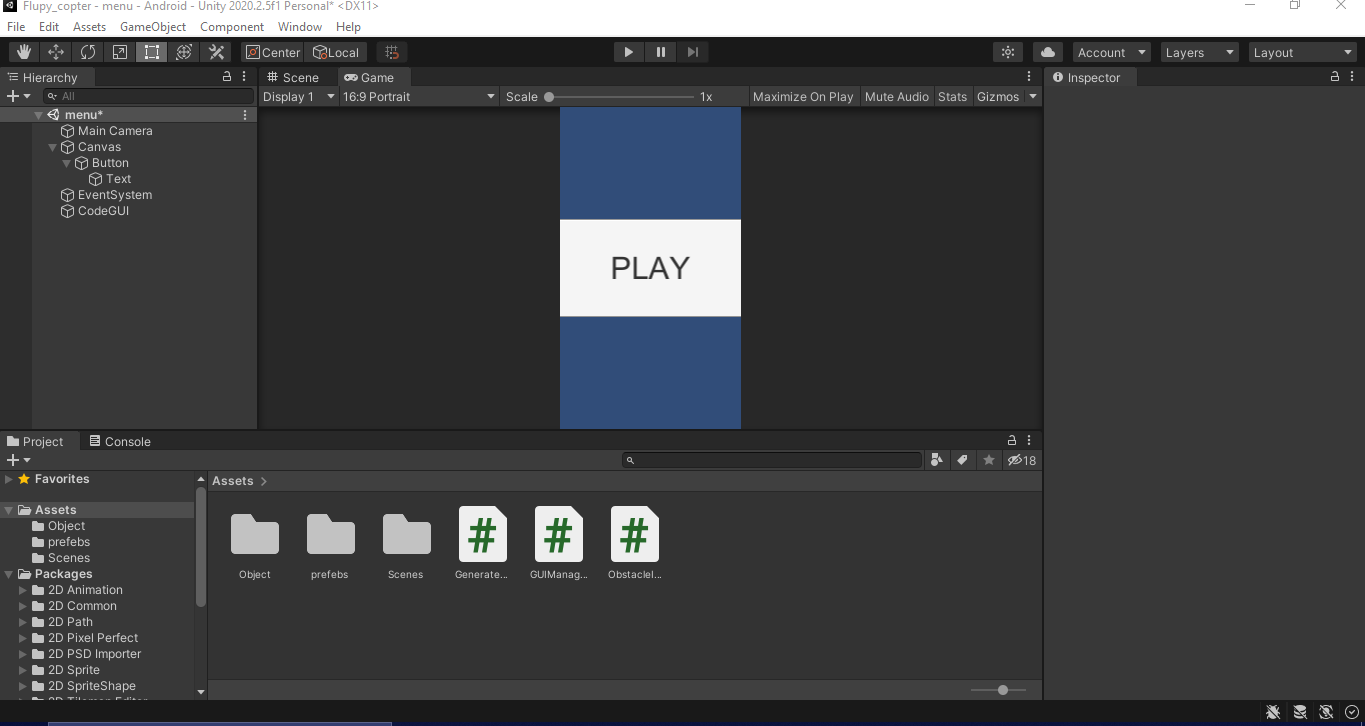 Flupy_copter - menu - Android - Unity 2020.2.5f1 Personal* <DX11>
File Edit Assets GameObject Component Window Help
Center Local Account Layers Layout
Hierarchy
All
menu*
Main Camera
Canvas
Button
Text
EventSystem
CodeGUI
Scene Game
Display 1 16:9 Portrait Scale 1x Maximize On Play Mute Audio Stats Gizmos
PLAY
Inspector
Project Console
18
Favorites
Assets
Object
prefebs
Scenes
Packages
2D Animation
2D Common
2D Path
2D Pixel Perfect
2D PSD Importer
2D Sprite
2D SpriteShape
Assets >
Object prefebs Scenes Generate... GUIManag... ObstacleI...